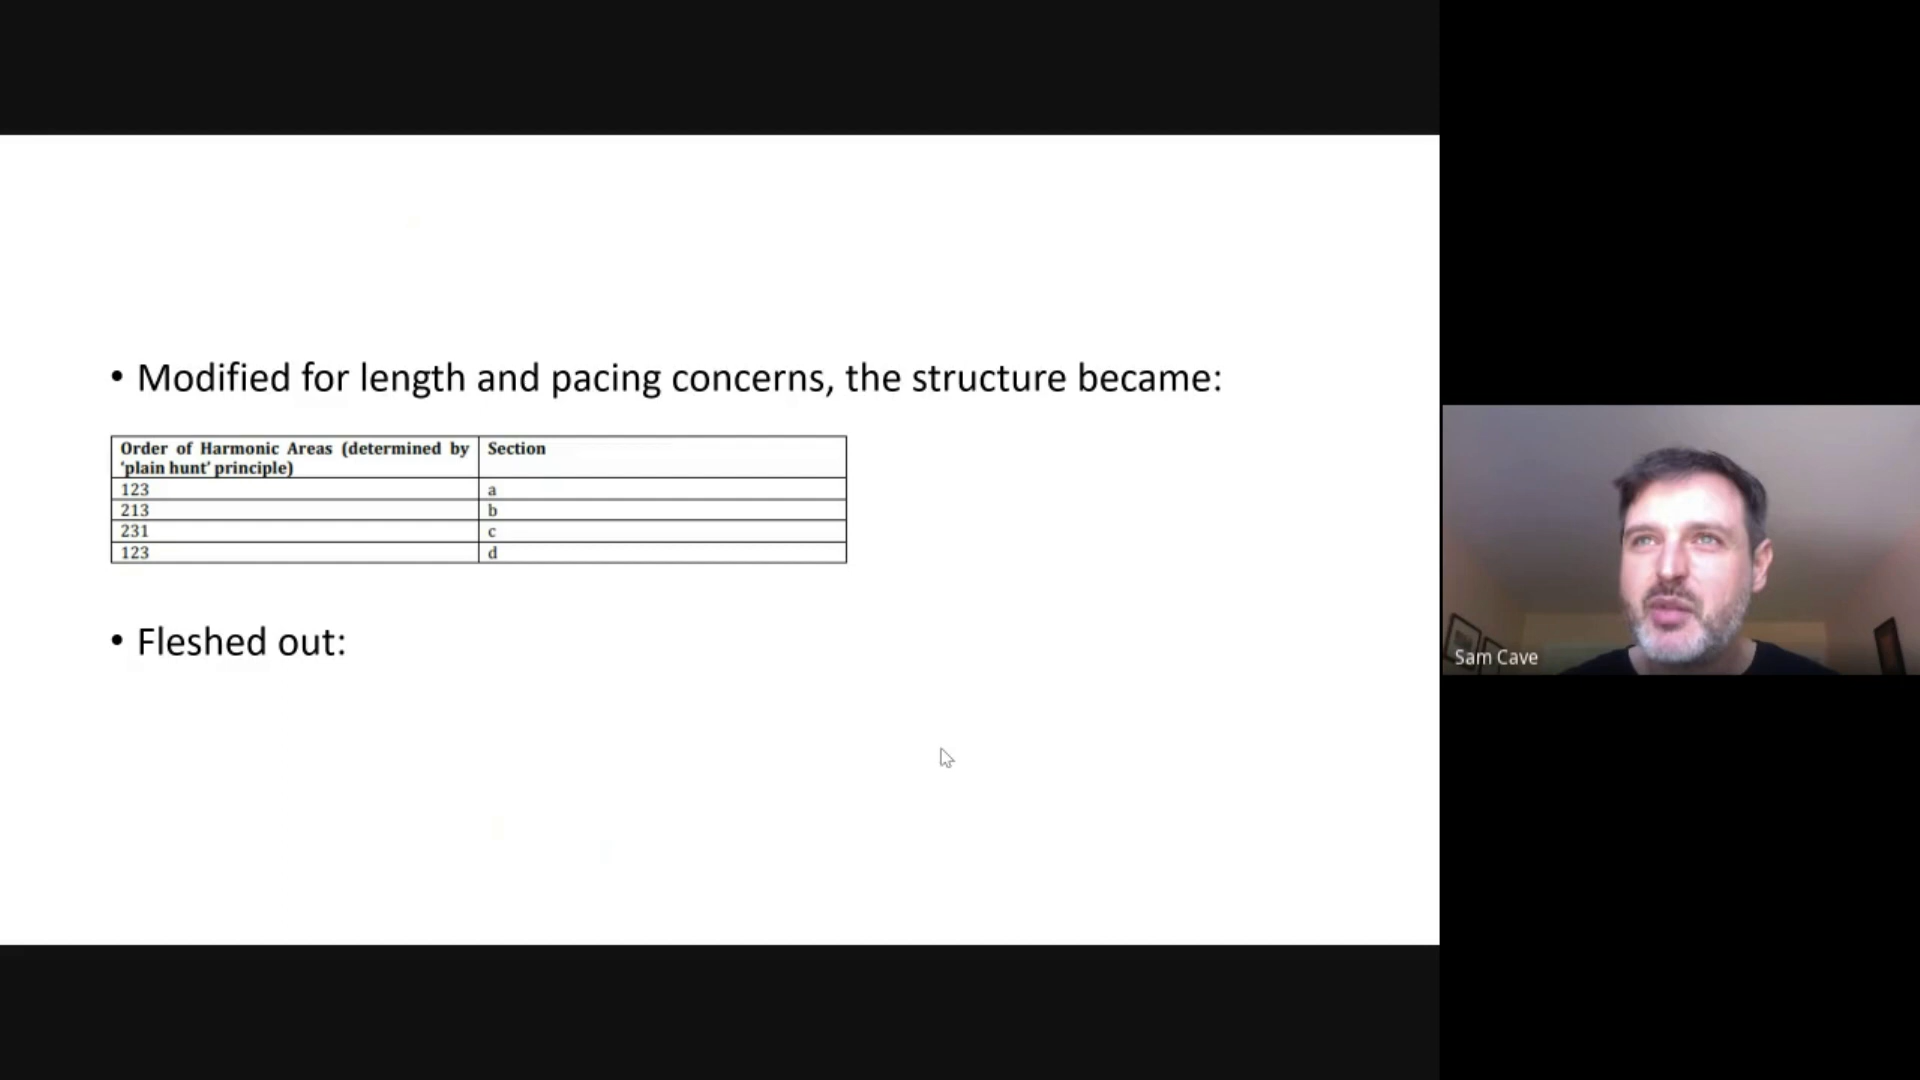 • Modified for length and pacing concerns, the structure became:
Order of Harmonic Areas (determined by Section
‘plain hunt’ principle)
123 a
213 b
231 c
123 d
• Fleshed out:
Sam Cave